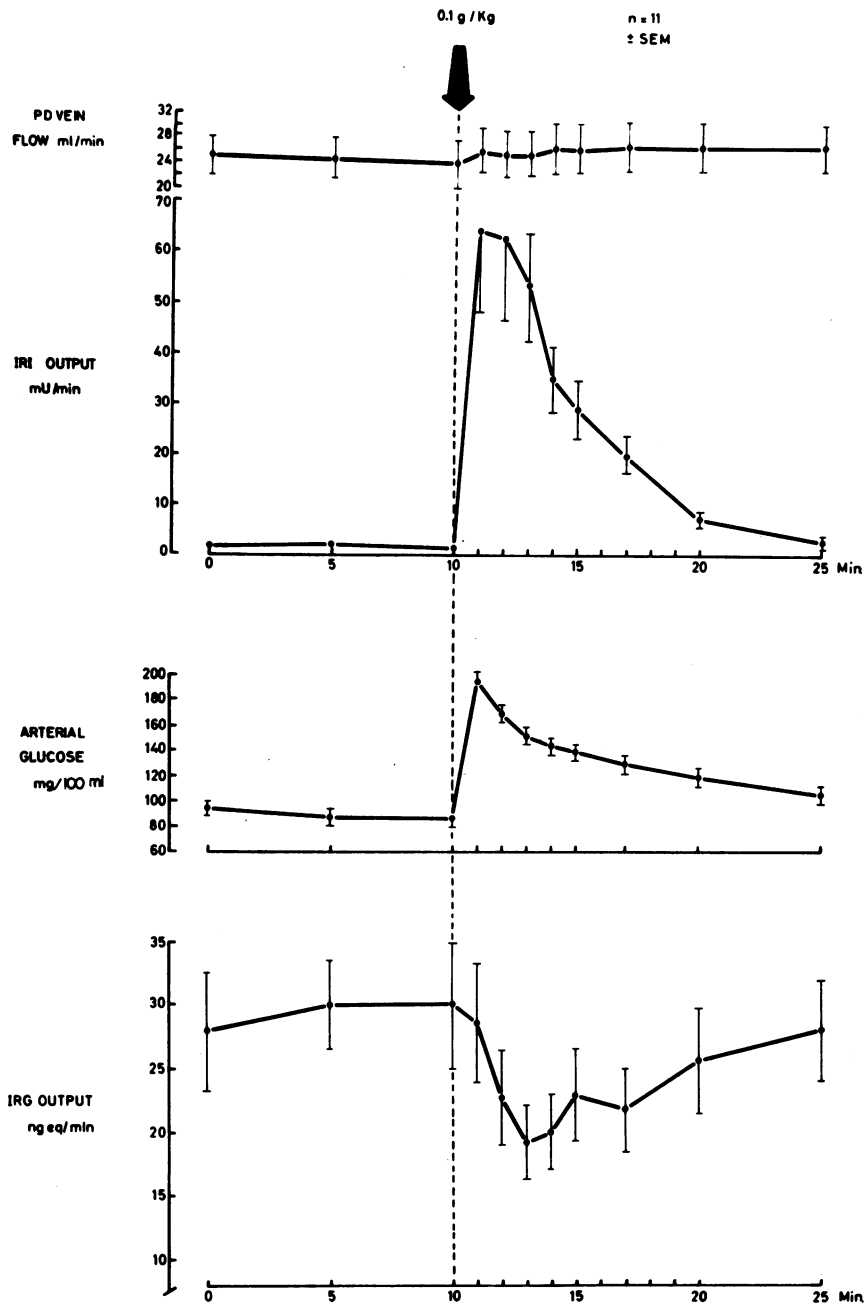 0.1 g/Kg
n = 11
± SEM
PD VEIN
FLOW ml/min
32
28
24
20
70
60
50
40
30
20
10
0
IRI OUTPUT
mU/min
0 5 10 15 20 25 Min.
ARTERIAL
GLUCOSE
mg/100 ml
200
180
160
140
120
100
80
60
IRG OUTPUT
ng eq/min
35
30
25
20
15
10
0 5 10 15 20 25 Min.